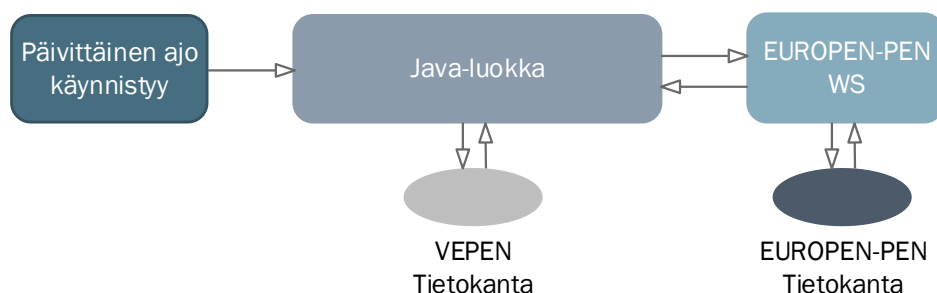 Päivittäinen ajo
käynnistyy
Java-luokka
EUROPEN-PEN
WS
VEPEN
Tietokanta
EUROPEN-PEN
Tietokanta